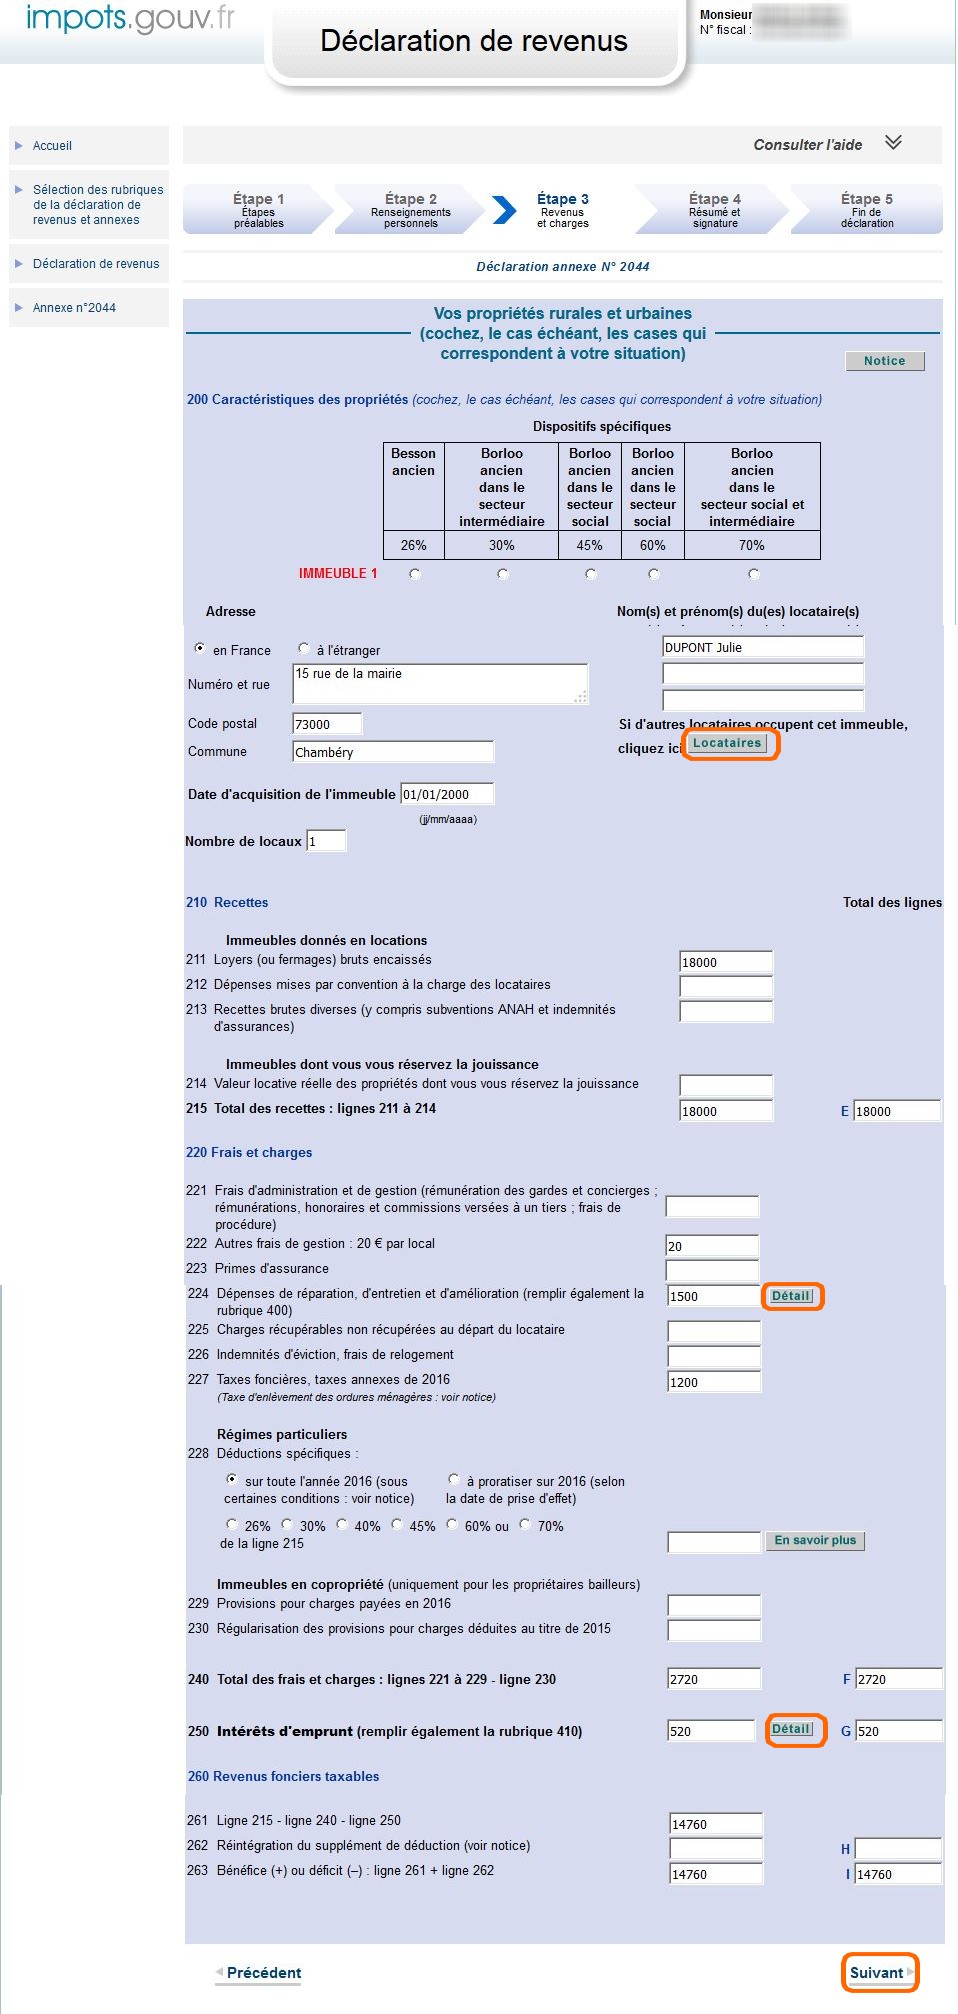 impots.gouv.fr
Déclaration de revenus
Monsieur
N° fiscal :
Accueil
Sélection des rubriques
de la déclaration de
revenus et annexes
Déclaration de revenus
Annexe n°2044
Consulter l'aide
Étape 1
Étapes
préalables
Étape 2
Renseignements
personnels
Étape 3
Revenus
et charges
Étape 4
Résumé et
signature
Étape 5
Fin de
déclaration
Déclaration annexe N° 2044
Vos propriétés rurales et urbaines
(cochez, le cas échéant, les cases qui
correspondent à votre situation)
Notice
200 Caractéristiques des propriétés (cochez, le cas échéant, les cases qui correspondent à votre situation)
Dispositifs spécifiques
Besson
ancien
Borloo
ancien
dans le
secteur
intermédiaire
Borloo
ancien
dans le
secteur
social
Borloo
ancien
dans le
secteur
social
Borloo
ancien
dans le
secteur social et
intermédiaire
26% 30% 45% 60% 70%
IMMEUBLE 1
Adresse
Nom(s) et prénom(s) du(es) locataire(s)
en France à l'étranger
DUPONT Julie
Numéro et rue 15 rue de la mairie
Code postal 73000
Si d'autres locataires occupent cet immeuble,
cliquez ici Locataires
Commune Chambéry
Date d'acquisition de l'immeuble 01/01/2000
(jj/mm/aaaa)
Nombre de locaux 1
210 Recettes Total des lignes
Immeubles donnés en locations
211 Loyers (ou fermages) bruts encaissés 18000
212 Dépenses mises par convention à la charge des locataires
213 Recettes brutes diverses (y compris subventions ANAH et indemnités
d'assurances)
Immeubles dont vous vous réservez la jouissance
214 Valeur locative réelle des propriétés dont vous vous réservez la jouissance
215 Total des recettes : lignes 211 à 214 18000 E 18000
220 Frais et charges
221 Frais d'administration et de gestion (rémunération des gardes et concierges ;
rémunérations, honoraires et commissions versées à un tiers ; frais de
procédure)
222 Autres frais de gestion : 20 € par local 20
223 Primes d'assurance
224 Dépenses de réparation, d'entretien et d'amélioration (remplir également la 1500 Détail
rubrique 400)
225 Charges récupérables non récupérées au départ du locataire
226 Indemnités d'éviction, frais de relogement
227 Taxes foncières, taxes annexes de 2016 1200
(Taxe d'enlèvement des ordures ménagères : voir notice)
Régimes particuliers
228 Déductions spécifiques :
sur toute l'année 2016 (sous
certaines conditions : voir notice)
à proratiser sur 2016 (selon
la date de prise d'effet)
26% 30% 40% 45% 60% ou 70%
de la ligne 215 En savoir plus
Immeubles en copropriété (uniquement pour les propriétaires bailleurs)
229 Provisions pour charges payées en 2016
230 Régularisation des provisions pour charges déduites au titre de 2015
240 Total des frais et charges : lignes 221 à 229 - ligne 230 2720 F 2720
250 Intérêts d'emprunt (remplir également la rubrique 410) 520 Détail G 520
260 Revenus fonciers taxables
261 Ligne 215 - ligne 240 - ligne 250 14760
262 Réintégration du supplément de déduction (voir notice) H
263 Bénéfice (+) ou déficit (–) : ligne 261 + ligne 262 14760 I 14760
Précédent Suivant